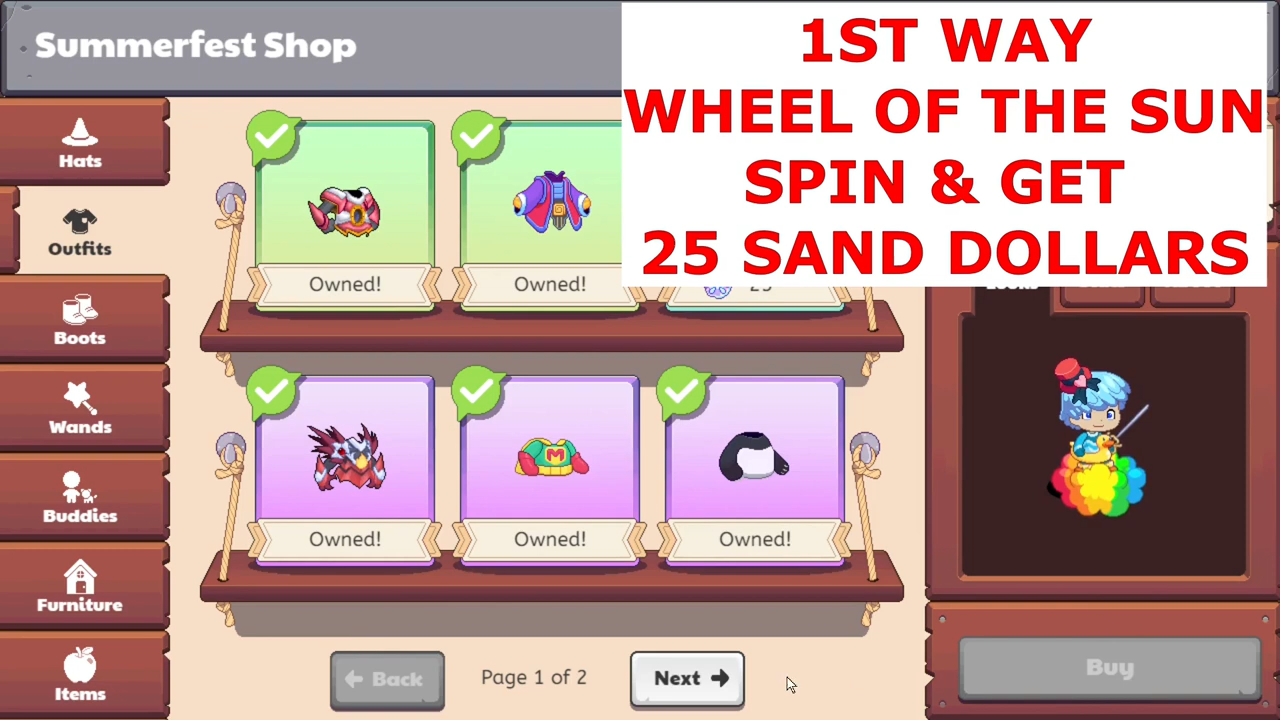 Summerfest Shop
1ST WAY
WHEEL OF THE SUN
SPIN & GET
25 SAND DOLLARS
Hats
Outfits
Boots
Wands
Buddies
Furniture
Items
Owned!
Owned!
M
Owned!
Owned!
Owned!
Back
Page 1 of 2
Next
Buy